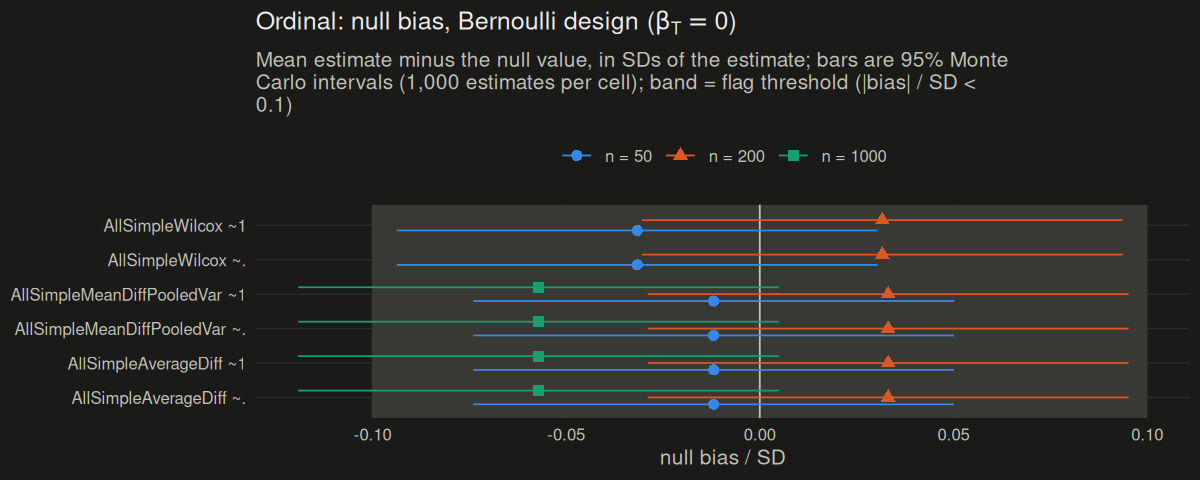 Ordinal: null bias, Bernoulli design (β_T = 0)
Mean estimate minus the null value, in SDs of the estimate; bars are 95% Monte
Carlo intervals (1,000 estimates per cell); band = flag threshold (|bias| / SD <
0.1)
n = 50 n = 200 n = 1000
AllSimpleWilcox ~1
AllSimpleWilcox ~.
AllSimpleMeanDiffPooledVar ~1
AllSimpleMeanDiffPooledVar ~.
AllSimpleAverageDiff ~1
AllSimpleAverageDiff ~.
-0.10 -0.05 0.00 0.05 0.10
null bias / SD